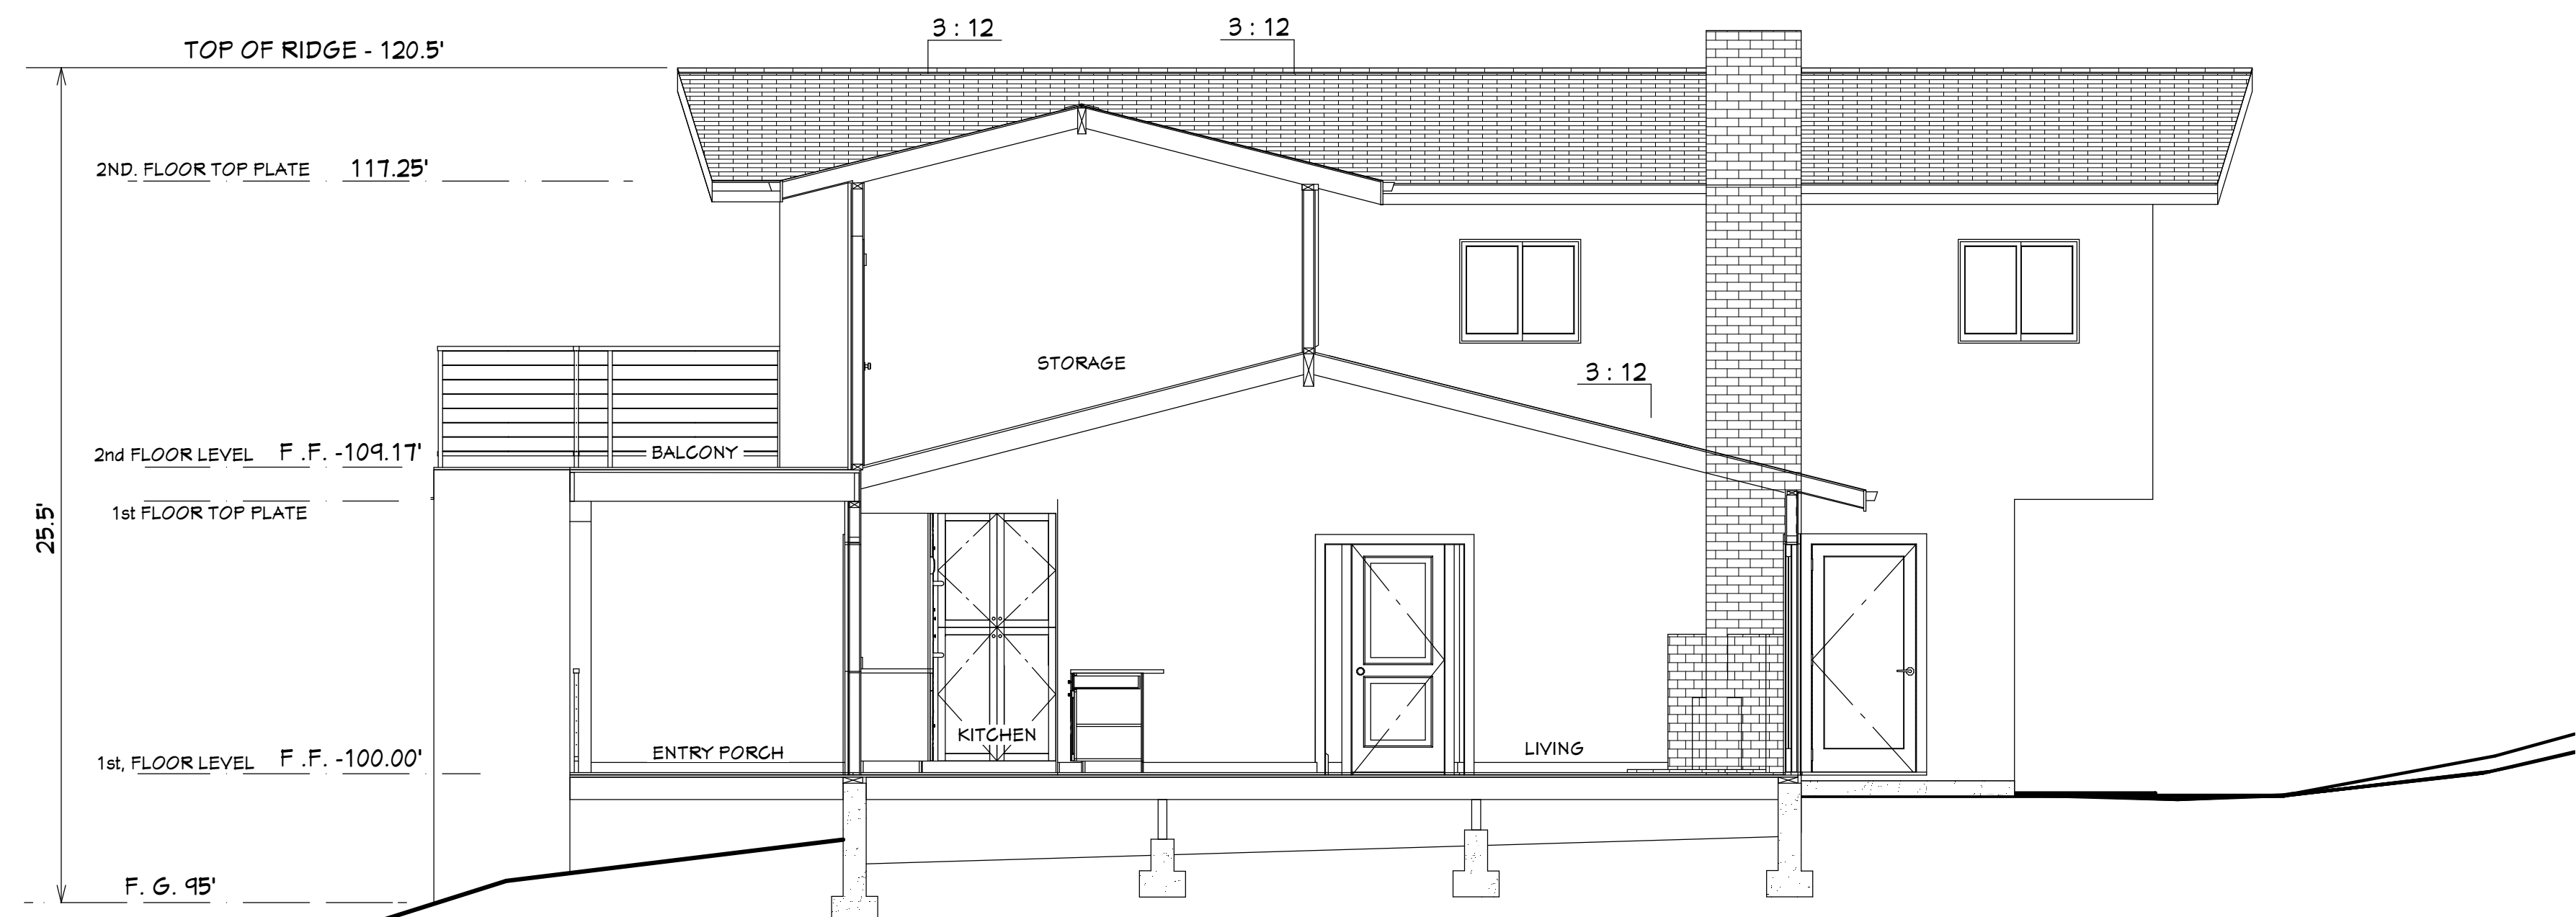 3 : 12
3 : 12
TOP OF RIDGE - 120.5'
2ND. FLOOR TOP PLATE 117.25'
STORAGE
3 : 12
2nd FLOOR LEVEL F .F. -109.17'
BALCONY
1st FLOOR TOP PLATE
25.5'
KITCHEN
ENTRY PORCH
LIVING
1st, FLOOR LEVEL F .F. -100.00'
F. G. 95'